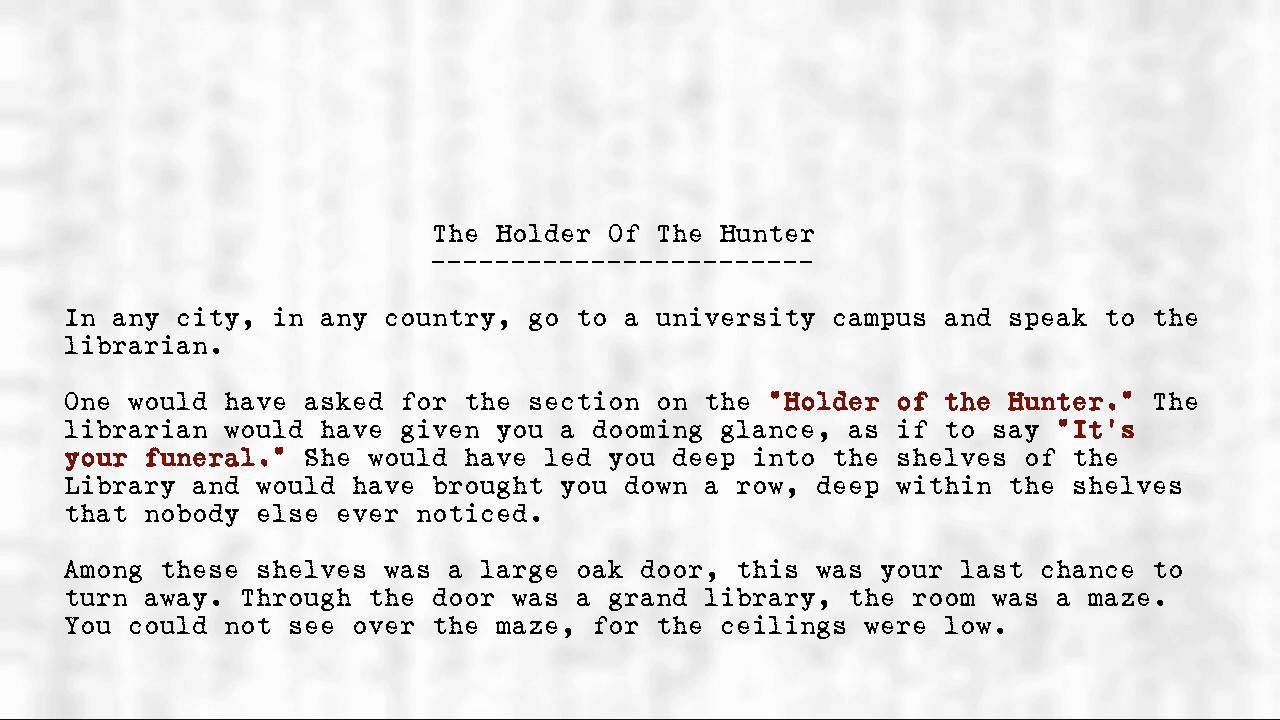 The Holder Of The Hunter
------------------------
In any city, in any country, go to a university campus and speak to the
librarian.
One would have asked for the section on the "Holder of the Hunter." The
librarian would have given you a dooming glance, as if to say "It's
your funeral." She would have led you deep into the shelves of the
Library and would have brought you down a row, deep within the shelves
that nobody else ever noticed.
Among these shelves was a large oak door, this was your last chance to
turn away. Through the door was a grand library, the room was a maze.
You could not see over the maze, for the ceilings were low.